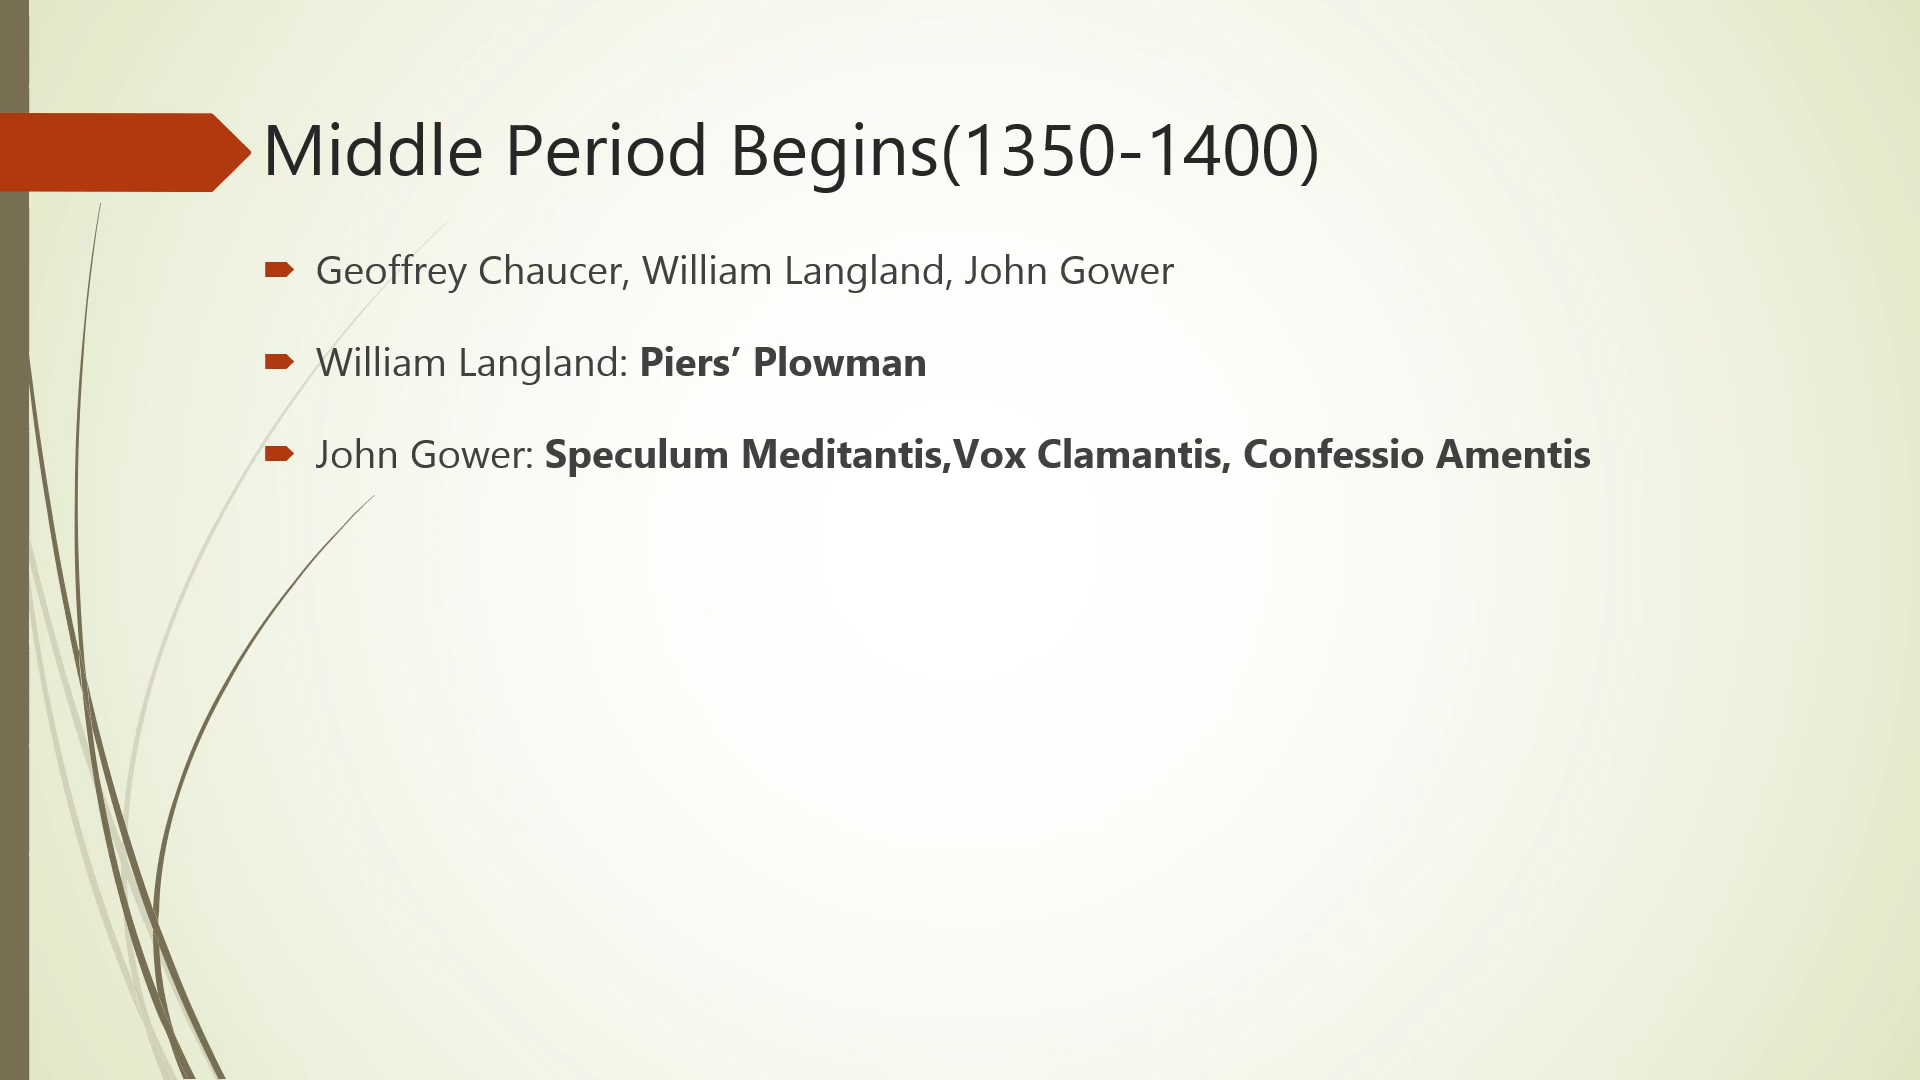 Middle Period Begins(1350-1400)
Geoffrey Chaucer, William Langland, John Gower
William Langland: Piers’ Plowman
John Gower: Speculum Meditantis,Vox Clamantis, Confessio Amentis